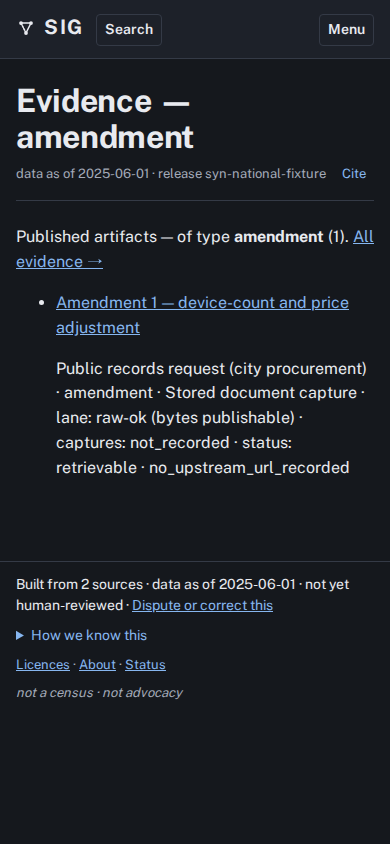 SIG Search Menu
Evidence —
amendment
data as of 2025-06-01 · release syn-national-fixture Cite
Published artifacts — of type amendment (1). All
evidence →
• Amendment 1 — device-count and price
adjustment
Public records request (city procurement)
· amendment · Stored document capture ·
lane: raw-ok (bytes publishable) ·
captures: not_recorded · status:
retrievable · no_upstream_url_recorded
Built from 2 sources · data as of 2025-06-01 · not yet
human-reviewed · Dispute or correct this
▶ How we know this
Licences · About · Status
not a census · not advocacy